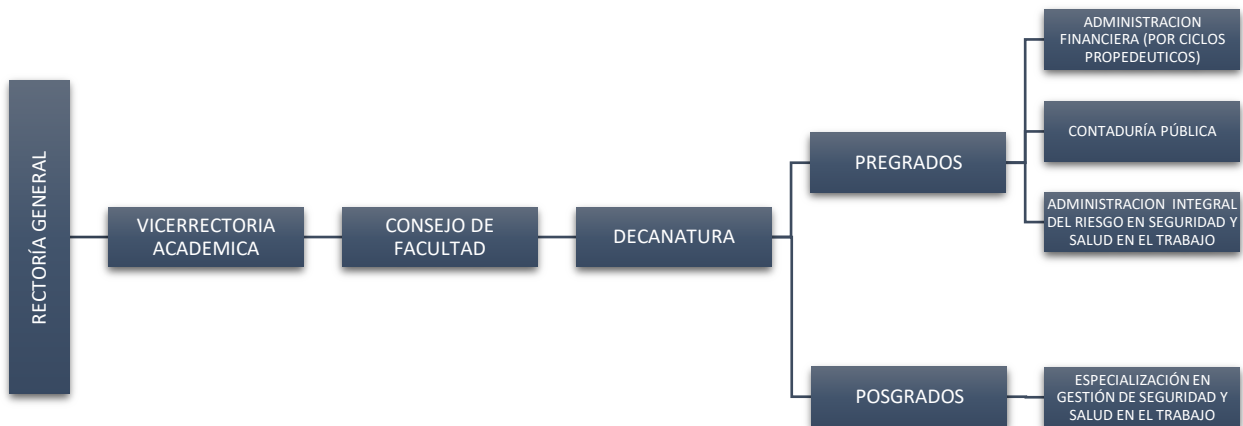 RECTORÍA GENERAL
VICERRECTORIA
ACADEMICA
CONSEJO DE
FACULTAD
DECANATURA
PREGRADOS
ADMINISTRACION
FINANCIERA (POR CICLOS
PROPEDEUTICOS)
CONTADURÍA PÚBLICA
ADMINISTRACION INTEGRAL
DEL RIESGO EN SEGURIDAD Y
SALUD EN EL TRABAJO
POSGRADOS
ESPECIALIZACIÓN EN
GESTIÓN DE SEGURIDAD Y
SALUD EN EL TRABAJO